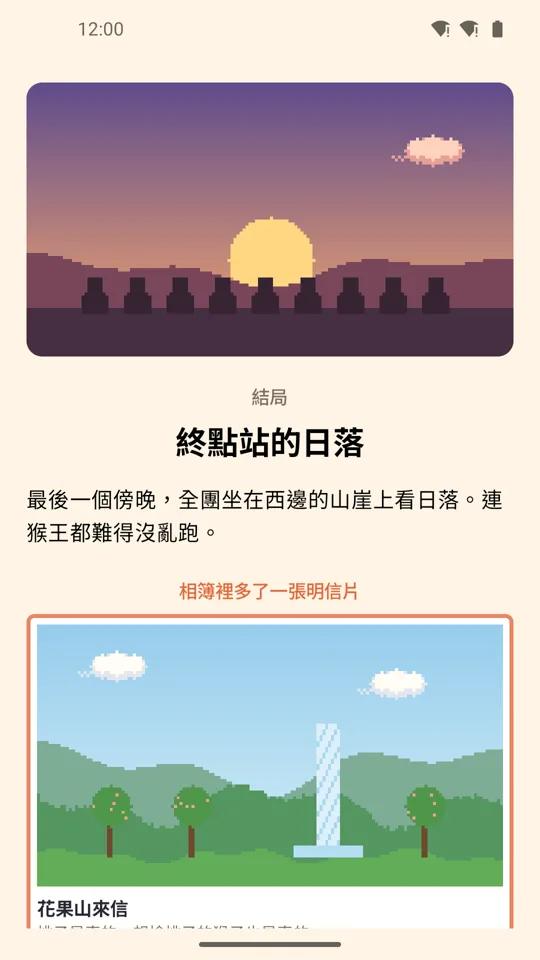 12:00
結局
終點站的日落
最後一個傍晚，全團坐在西邊的山崖上看日落。連
猴王都難得沒亂跑。
相簿裡多了一張明信片
花果山來信